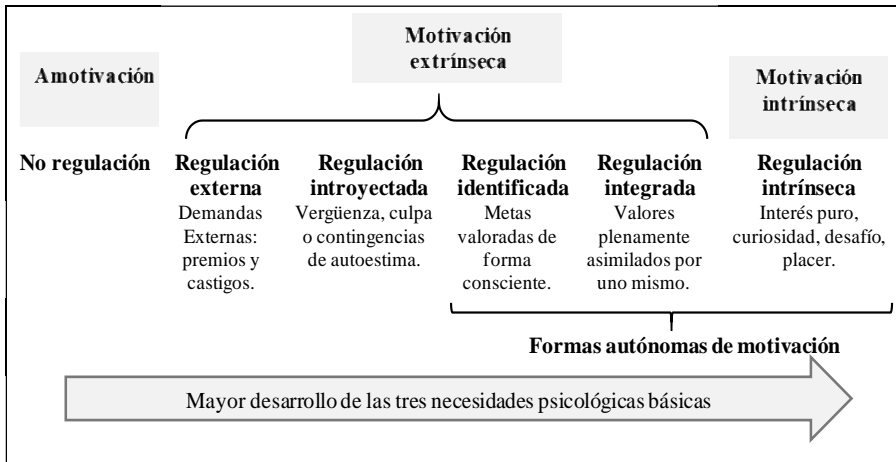 Amotivación
Motivación
extrínseca
Motivación
intrínseca
No regulación
Regulación
externa
Demandas
Externas:
premios y
castigos.
Regulación
introyectada
Vergüenza, culpa
o contingencias
de autoestima.
Regulación
identificada
Metas
valoradas de
forma
consciente.
Regulación
integrada
Valores
plenamente
asimilados por
uno mismo.
Regulación
intrínseca
Interés puro,
curiosidad, desafío,
placer.
Formas autónomas de motivación
Mayor desarrollo de las tres necesidades psicológicas básicas